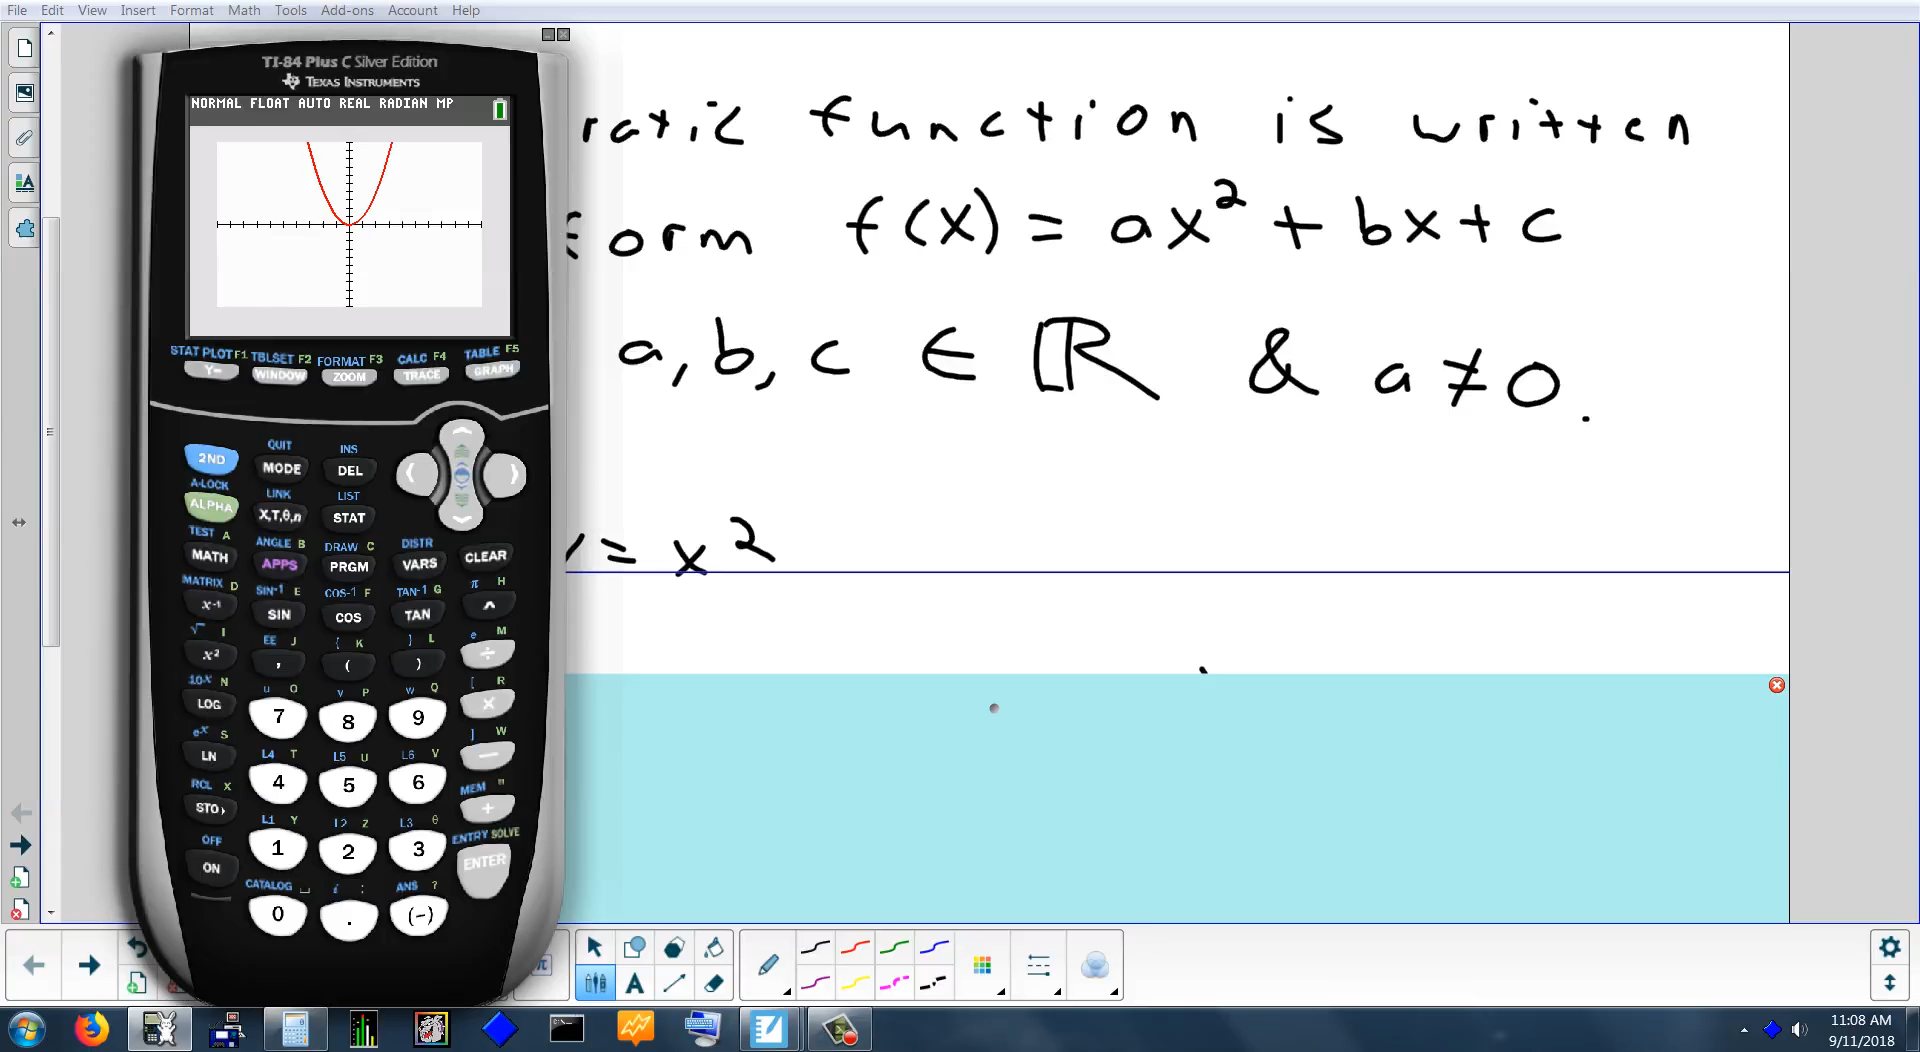 File Edit View Insert Format Math Tools Add-ons Account Help
TI-84 Plus C Silver Edition
TEXAS INSTRUMENTS
NORMAL FLOAT AUTO REAL RADIAN MP
ratic function is written
form f(x) = ax² + bx + c
a, b, c ∈ ℝ & a ≠ 0.
y = x²
STAT PLOT F1 TBLSET F2 FORMAT F3 CALC F4 TABLE F5
Y= WINDOW ZOOM TRACE GRAPH
QUIT INS
2ND MODE DEL
A-LOCK LINK LIST
ALPHA X,T,θ,n STAT
TEST A ANGLE B DRAW C DISTR
MATH APPS PRGM VARS CLEAR
MATRIX D SIN⁻¹ E COS⁻¹ F TAN⁻¹ G π H
x⁻¹ SIN COS TAN ^
√ I EE J { K } L e M
x² , ( ) ÷
10ˣ N u O v P w Q [ R
LOG 7 8 9 ×
eˣ S L4 T L5 U L6 V ] W
LN 4 5 6 −
RCL X L1 Y L2 Z L3 θ MEM "
STO▸ 1 2 3 +
OFF CATALOG ⎵ i : ANS ? ENTRY SOLVE
ON 0 . (-) ENTER
π
A
11:08 AM
9/11/2018